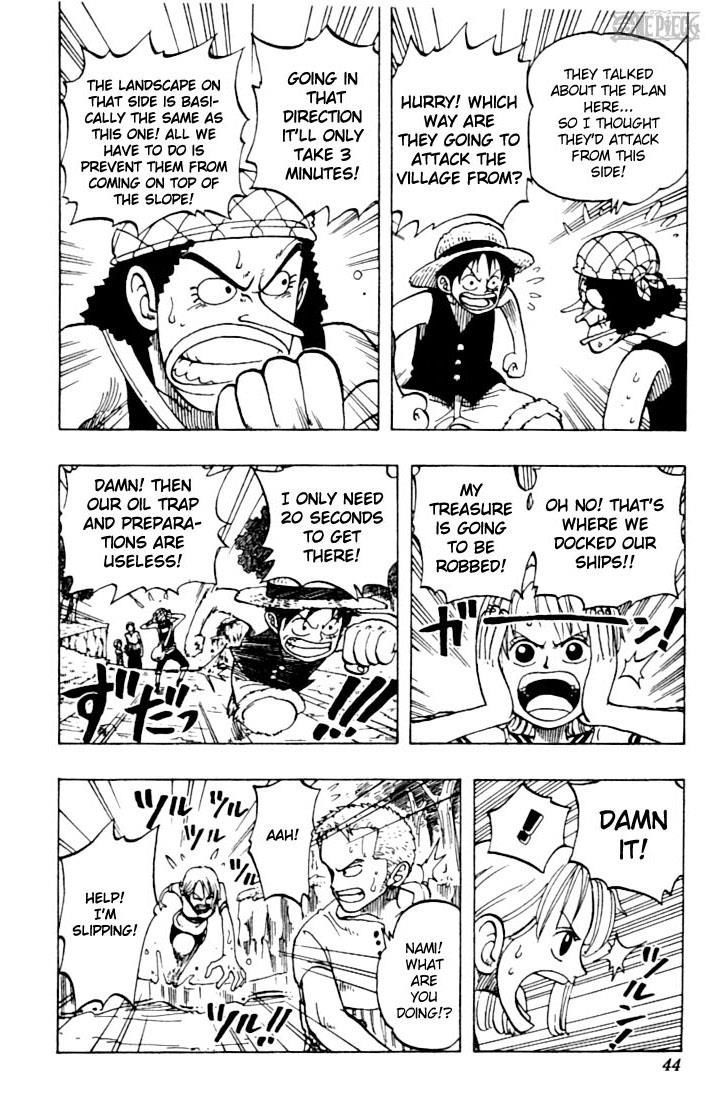 ONE PIECE
THEY TALKED
ABOUT THE PLAN
HERE...
SO I THOUGHT
THEY'D ATTACK
FROM THIS
SIDE!
HURRY! WHICH
WAY ARE
THEY GOING TO
ATTACK THE
VILLAGE FROM?
GOING IN
THAT
DIRECTION
IT'LL ONLY
TAKE 3
MINUTES!
THE LANDSCAPE ON
THAT SIDE IS BASI-
CALLY THE SAME AS
THIS ONE! ALL WE
HAVE TO DO IS
PREVENT THEM FROM
COMING ON TOP OF
THE SLOPE!
OH NO! THAT'S
WHERE WE
DOCKED OUR
SHIPS!!
MY
TREASURE
IS GOING
TO BE
ROBBED!
ガーン!
I ONLY NEED
20 SECONDS
TO GET
THERE!
DAMN! THEN
OUR OIL TRAP
AND PREPARA-
TIONS ARE
USELESS!
ずだっ
!!!
DAMN
IT!
!
ツルッ!
AAH!
NAMI!
WHAT
ARE
YOU
DOING!?
ツル
ツル
HELP!
I'M
SLIPPING!
ツル!!
44